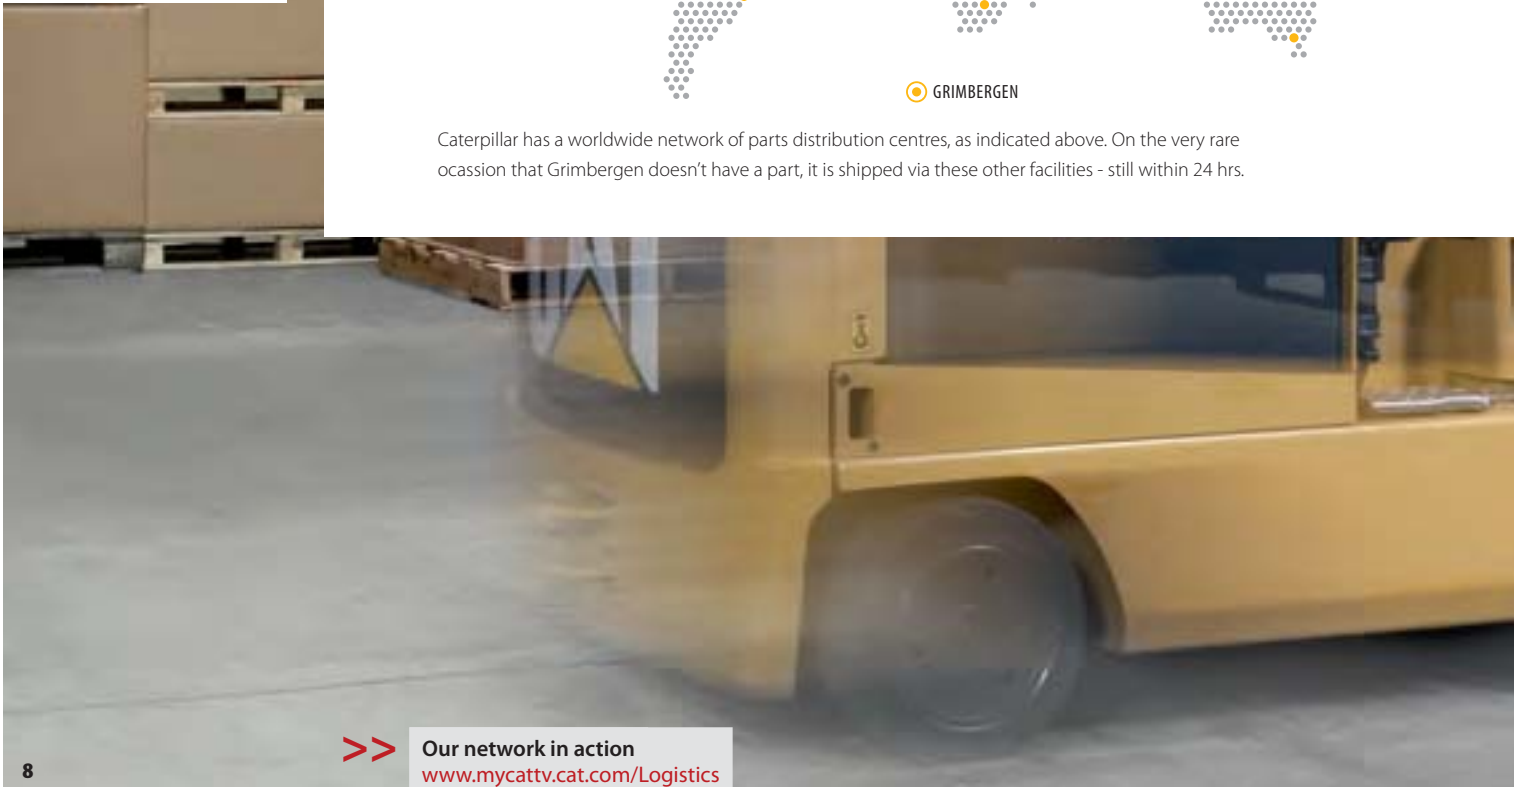 GRIMBERGEN
Caterpillar has a worldwide network of parts distribution centres, as indicated above. On the very rare
ocassion that Grimbergen doesn't have a part, it is shipped via these other facilities - still within 24 hrs.
>> Our network in action
www.mycattv.cat.com/Logistics
8